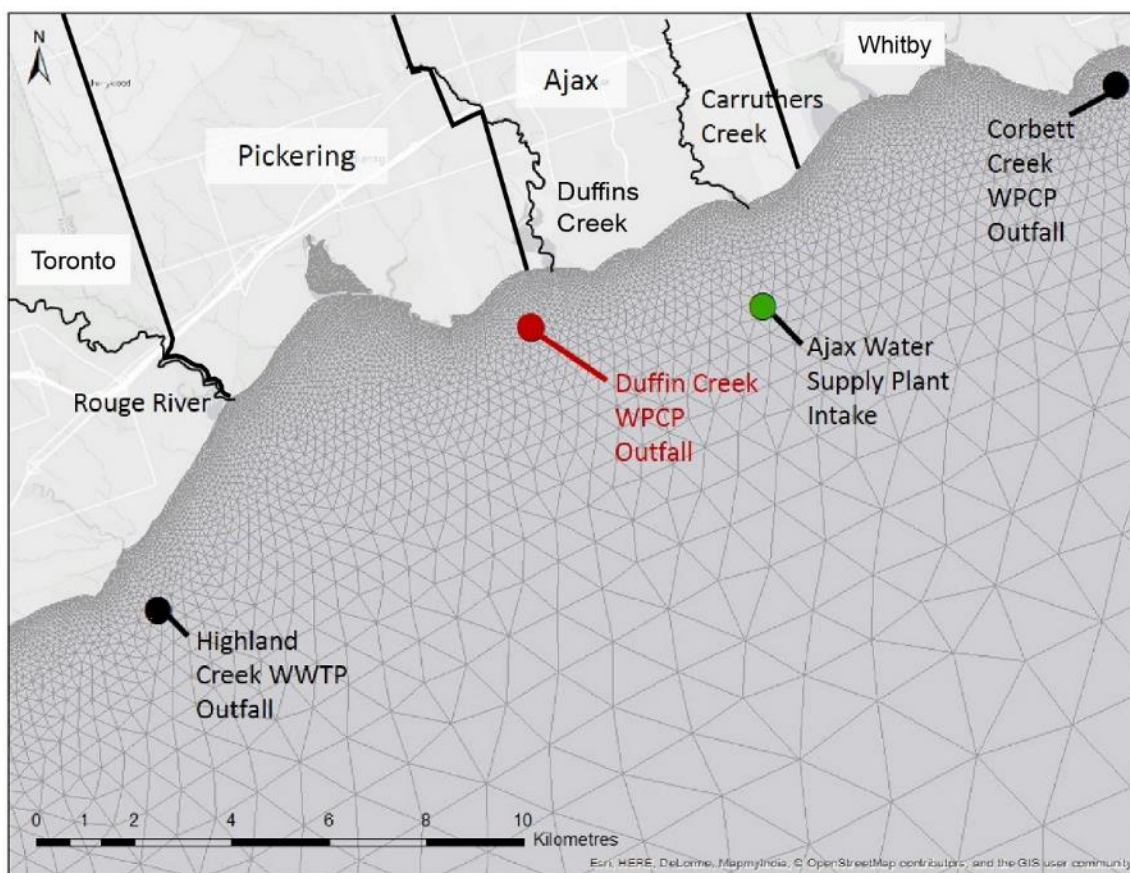 N
Whitby
Ajax
Carruthers
Creek
Corbett
Creek
WPCP
Outfall
Pickering
Duffins
Creek
Toronto
Rouge River
Duffin Creek
WPCP
Outfall
Ajax Water
Supply Plant
Intake
Highland
Creek WWTP
Outfall
0 1 2 4 6 8 10
Kilometres
Esri, HERE, DeLorme, MapmyIndia, © OpenStreetMap contributors, and the GIS user community